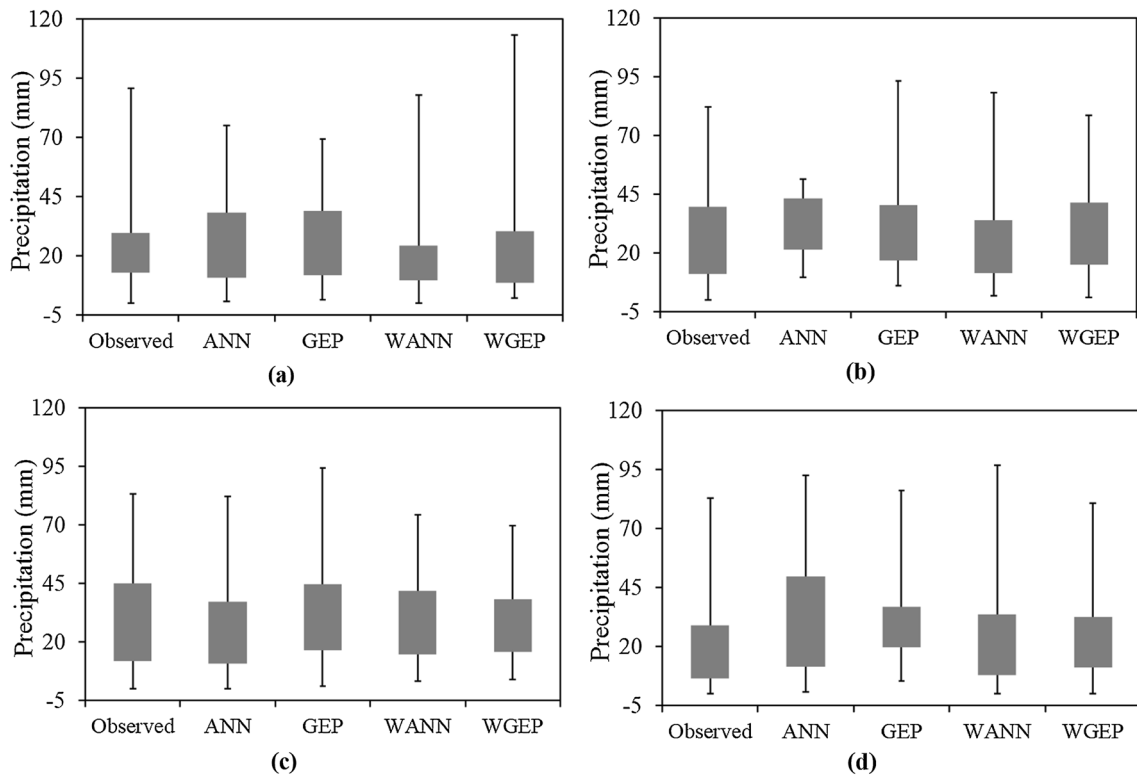 Precipitation (mm)
120
95
70
45
20
-5
Observed ANN GEP WANN WGEP
(a)
Precipitation (mm)
120
95
70
45
20
-5
Observed ANN GEP WANN WGEP
(b)
Precipitation (mm)
120
95
70
45
20
-5
Observed ANN GEP WANN WGEP
(c)
Precipitation (mm)
120
95
70
45
20
-5
Observed ANN GEP WANN WGEP
(d)